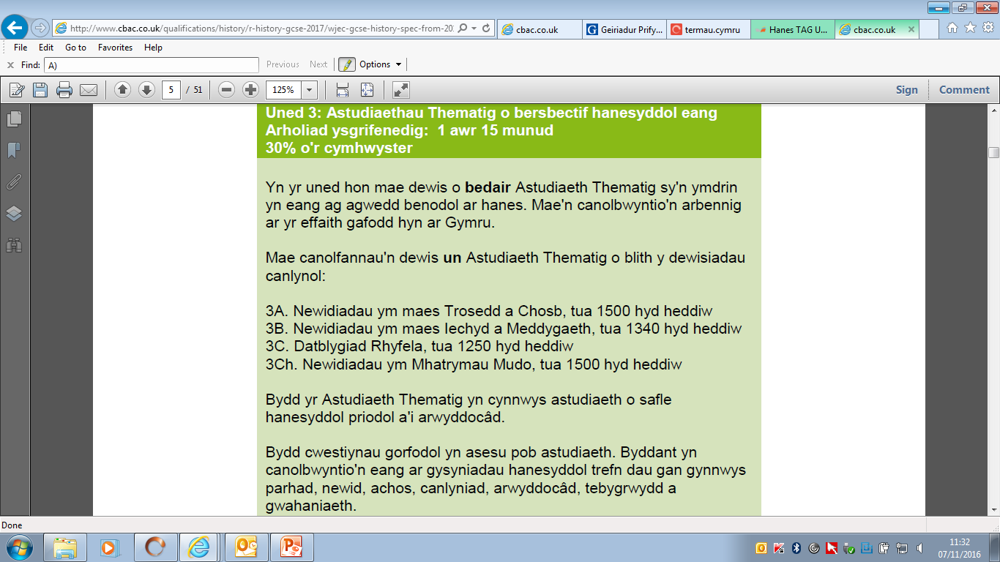 http://www.cbac.co.uk/qualifications/history/r-history-gcse-2017/wjec-gcse-history-spec-from-20
cbac.co.uk
Geiriadur Prify...
termau.cymru
Hanes TAG U...
cbac.co.uk
File Edit Go to Favorites Help
Find: A) Previous Next Options
5 / 51 125% Sign Comment
Uned 3: Astudiaethau Thematig o bersbectif hanesyddol eang
Arholiad ysgrifenedig: 1 awr 15 munud
30% o'r cymhwyster
Yn yr uned hon mae dewis o bedair Astudiaeth Thematig sy'n ymdrin
yn eang ag agwedd benodol ar hanes. Mae'n canolbwyntio'n arbennig
ar yr effaith gafodd hyn ar Gymru.
Mae canolfannau'n dewis un Astudiaeth Thematig o blith y dewisiadau
canlynol:
3A. Newidiadau ym maes Trosedd a Chosb, tua 1500 hyd heddiw
3B. Newidiadau ym maes Iechyd a Meddygaeth, tua 1340 hyd heddiw
3C. Datblygiad Rhyfela, tua 1250 hyd heddiw
3Ch. Newidiadau ym Mhatrymau Mudo, tua 1500 hyd heddiw
Bydd yr Astudiaeth Thematig yn cynnwys astudiaeth o safle
hanesyddol priodol a'i arwyddocâd.
Bydd cwestiynau gorfodol yn asesu pob astudiaeth. Byddant yn
canolbwyntio'n eang ar gysyniadau hanesyddol trefn dau gan gynnwys
parhad, newid, achos, canlyniad, arwyddocâd, tebygrwydd a
gwahaniaeth.
Done
11:32
07/11/2016